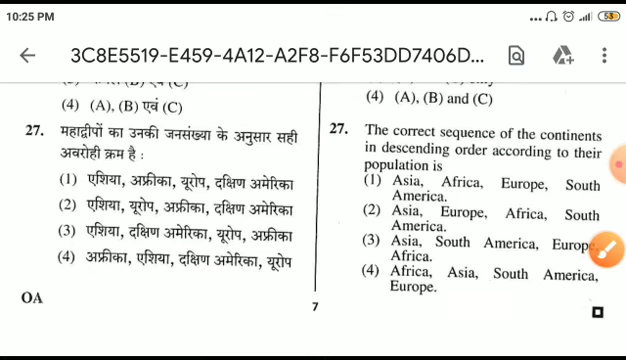 10:25 PM
53
3C8E5519-E459-4A12-A2F8-F6F53DD7406D...
(4) (A), (B) एवं (C)
27. महाद्वीपों का उनकी जनसंख्या के अनुसार सही
अवरोही क्रम है :
(1) एशिया, अफ्रीका, यूरोप, दक्षिण अमेरिका
(2) एशिया, यूरोप, अफ्रीका, दक्षिण अमेरिका
(3) एशिया, दक्षिण अमेरिका, यूरोप, अफ्रीका
(4) अफ्रीका, एशिया, दक्षिण अमेरिका, यूरोप
OA
(4) (A), (B) and (C)
27. The correct sequence of the continents
in descending order according to their
population is
(1) Asia, Africa, Europe, South
America.
(2) Asia, Europe, Africa, South
America.
(3) Asia, South America, Europe
Africa.
(4) Africa, Asia, South America,
Europe.
7